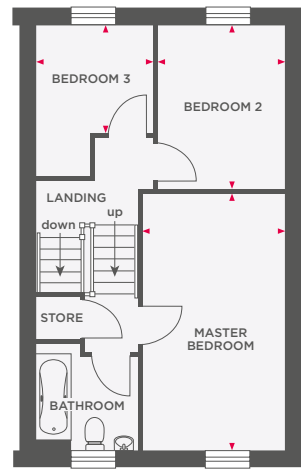 BEDROOM 3
BEDROOM 2
LANDING
up
down
STORE
MASTER
BEDROOM
BATHROOM